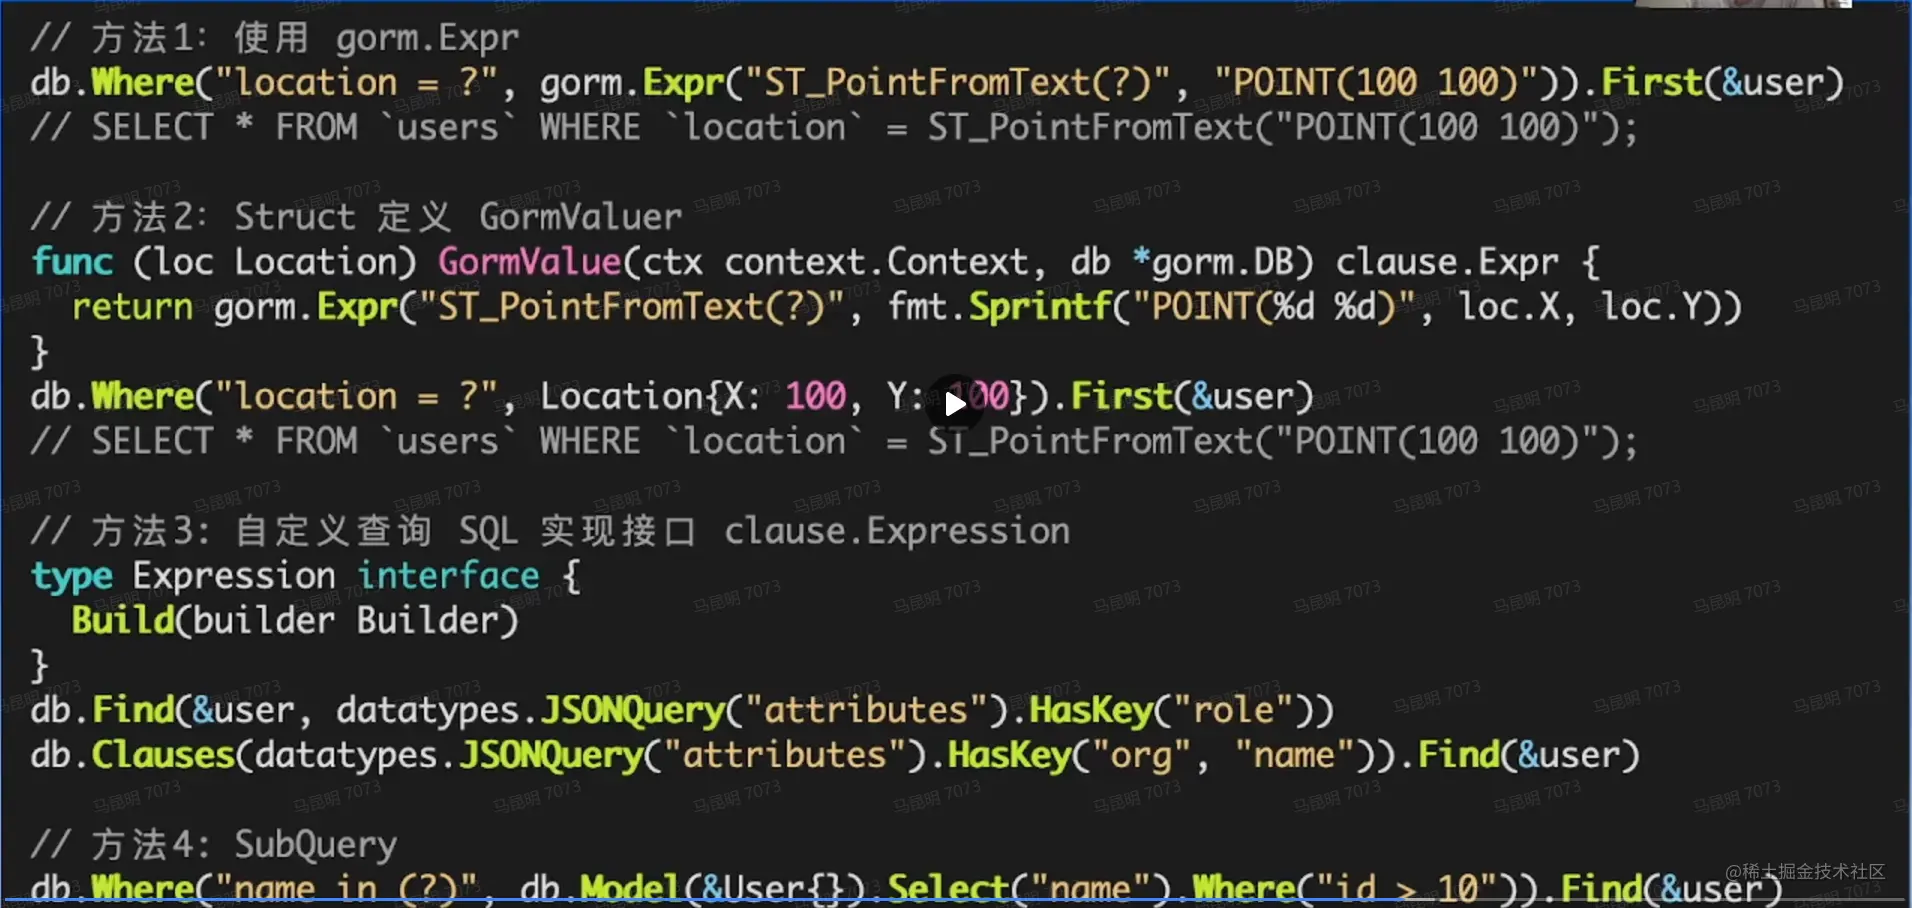 // 方法1: 使用 gorm.Expr
db.Where("location = ?", gorm.Expr("ST_PointFromText(?)", "POINT(100 100)")).First(&user)
// SELECT * FROM `users` WHERE `location` = ST_PointFromText("POINT(100 100)");
// 方法2: Struct 定义 GormValuer
func (loc Location) GormValue(ctx context.Context, db *gorm.DB) clause.Expr {
return gorm.Expr("ST_PointFromText(?)", fmt.Sprintf("POINT(%d %d)", loc.X, loc.Y))
}
db.Where("location = ?", Location{X: 100, Y: 100}).First(&user)
// SELECT * FROM `users` WHERE `location` = ST_PointFromText("POINT(100 100)");
// 方法3: 自定义查询 SQL 实现接口 clause.Expression
type Expression interface {
Build(builder Builder)
}
db.Find(&user, datatypes.JSONQuery("attributes").HasKey("role"))
db.Clauses(datatypes.JSONQuery("attributes").HasKey("org", "name")).Find(&user)
// 方法4: SubQuery
db.Where("name in (?)", db.Model(&User{}).Select("name").Where("id > 10")).Find(&user)
@稀土掘金技术社区
马昆明 7073